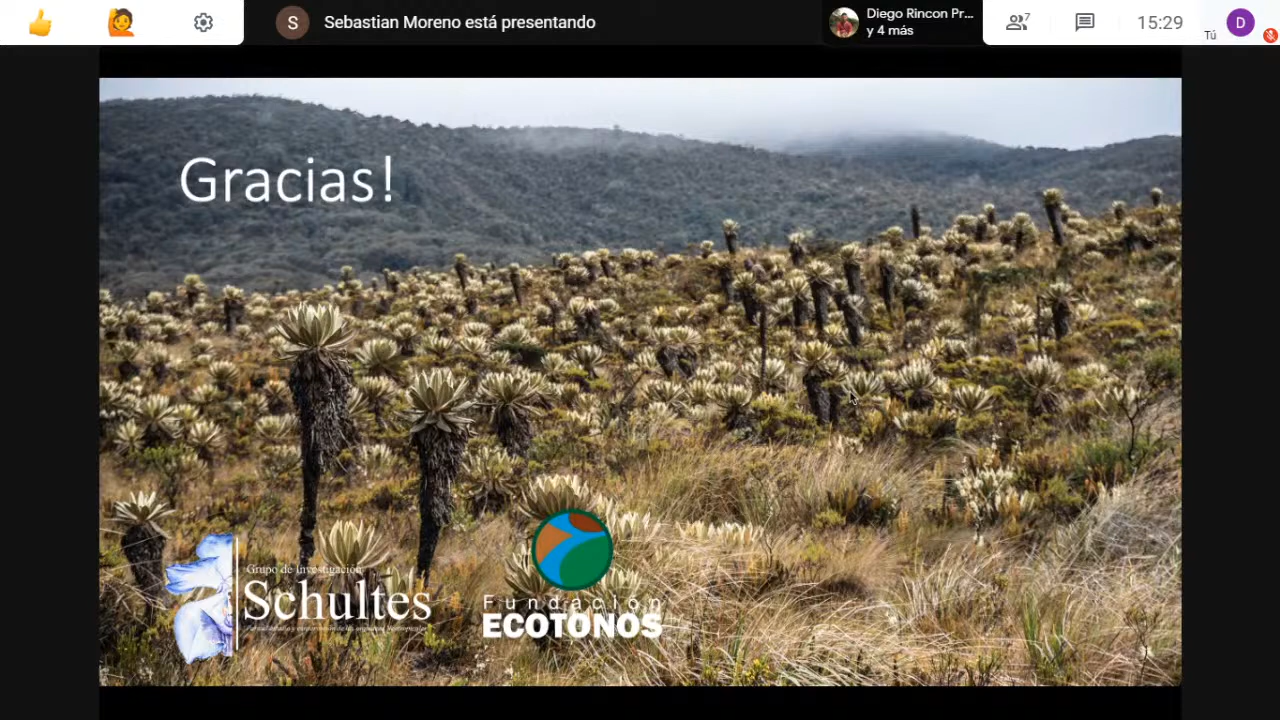 S Sebastian Moreno está presentando
Diego Rincon Pr...
y 4 más
7
15:29
Tú
D
Gracias!
Grupo de Investigación
Schultes
Fundación
ECOTONOS